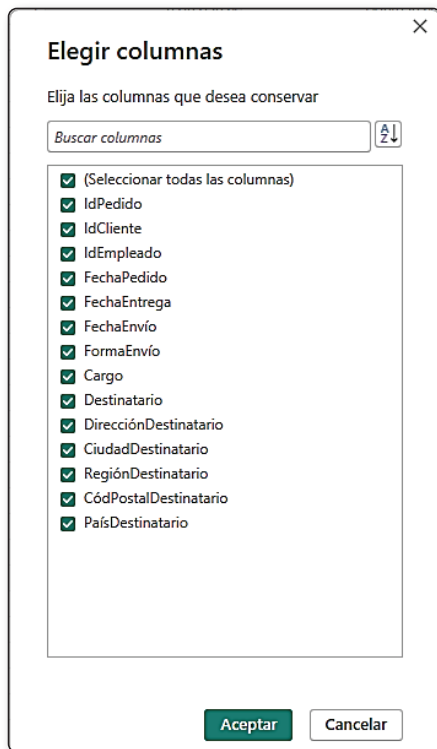 Elegir columnas
Elija las columnas que desea conservar
Buscar columnas
(Seleccionar todas las columnas)
IdPedido
IdCliente
IdEmpleado
FechaPedido
FechaEntrega
FechaEnvío
FormaEnvío
Cargo
Destinatario
DirecciónDestinatario
CiudadDestinatario
RegiónDestinatario
CódPostalDestinatario
PaísDestinatario
Aceptar Cancelar